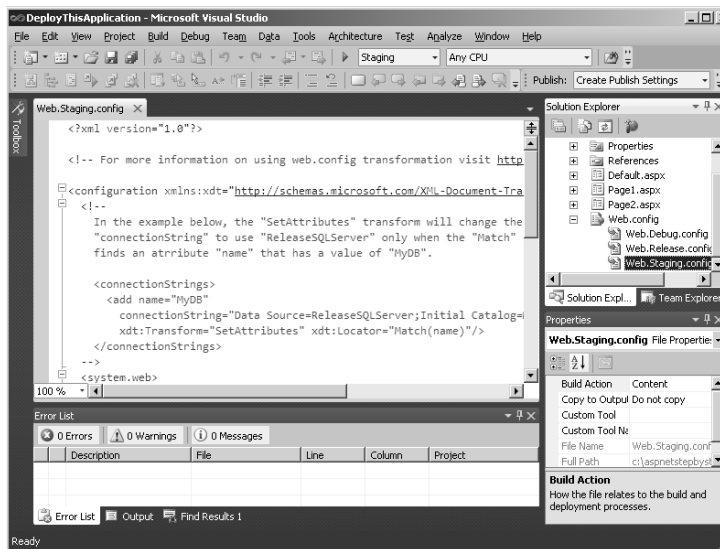 DeployThisApplication - Microsoft Visual Studio
File Edit View Project Build Debug Team Data Tools Architecture Test Analyze Window Help
Staging Any CPU
Publish: Create Publish Settings
Toolbox
Web.Staging.config
<?xml version="1.0"?>
<!-- For more information on using web.config transformation visit http
<configuration xmlns:xdt="http://schemas.microsoft.com/XML-Document-Tra
<!--
In the example below, the "SetAttributes" transform will change the
"connectionString" to use "ReleaseSQLServer" only when the "Match"
finds an atrribute "name" that has a value of "MyDB".
<connectionStrings>
<add name="MyDB"
connectionString="Data Source=ReleaseSQLServer;Initial Catalog=
xdt:Transform="SetAttributes" xdt:Locator="Match(name)"/>
</connectionStrings>
-->
<system.web>
100 %
Error List
0 Errors 0 Warnings 0 Messages
Description File Line Column Project
Error List Output Find Results 1
Ready
Solution Explorer
Properties
References
Default.aspx
Page1.aspx
Page2.aspx
Web.config
Web.Debug.config
Web.Release.config
Web.Staging.config
Solution Expl... Team Explorer
Properties
Web.Staging.config File Properties
Build Action Content
Copy to Outpu Do not copy
Custom Tool
Custom Tool Na
File Name Web.Staging.conf
Full Path c:\aspnetstepbyst
Build Action
How the file relates to the build and
deployment processes.